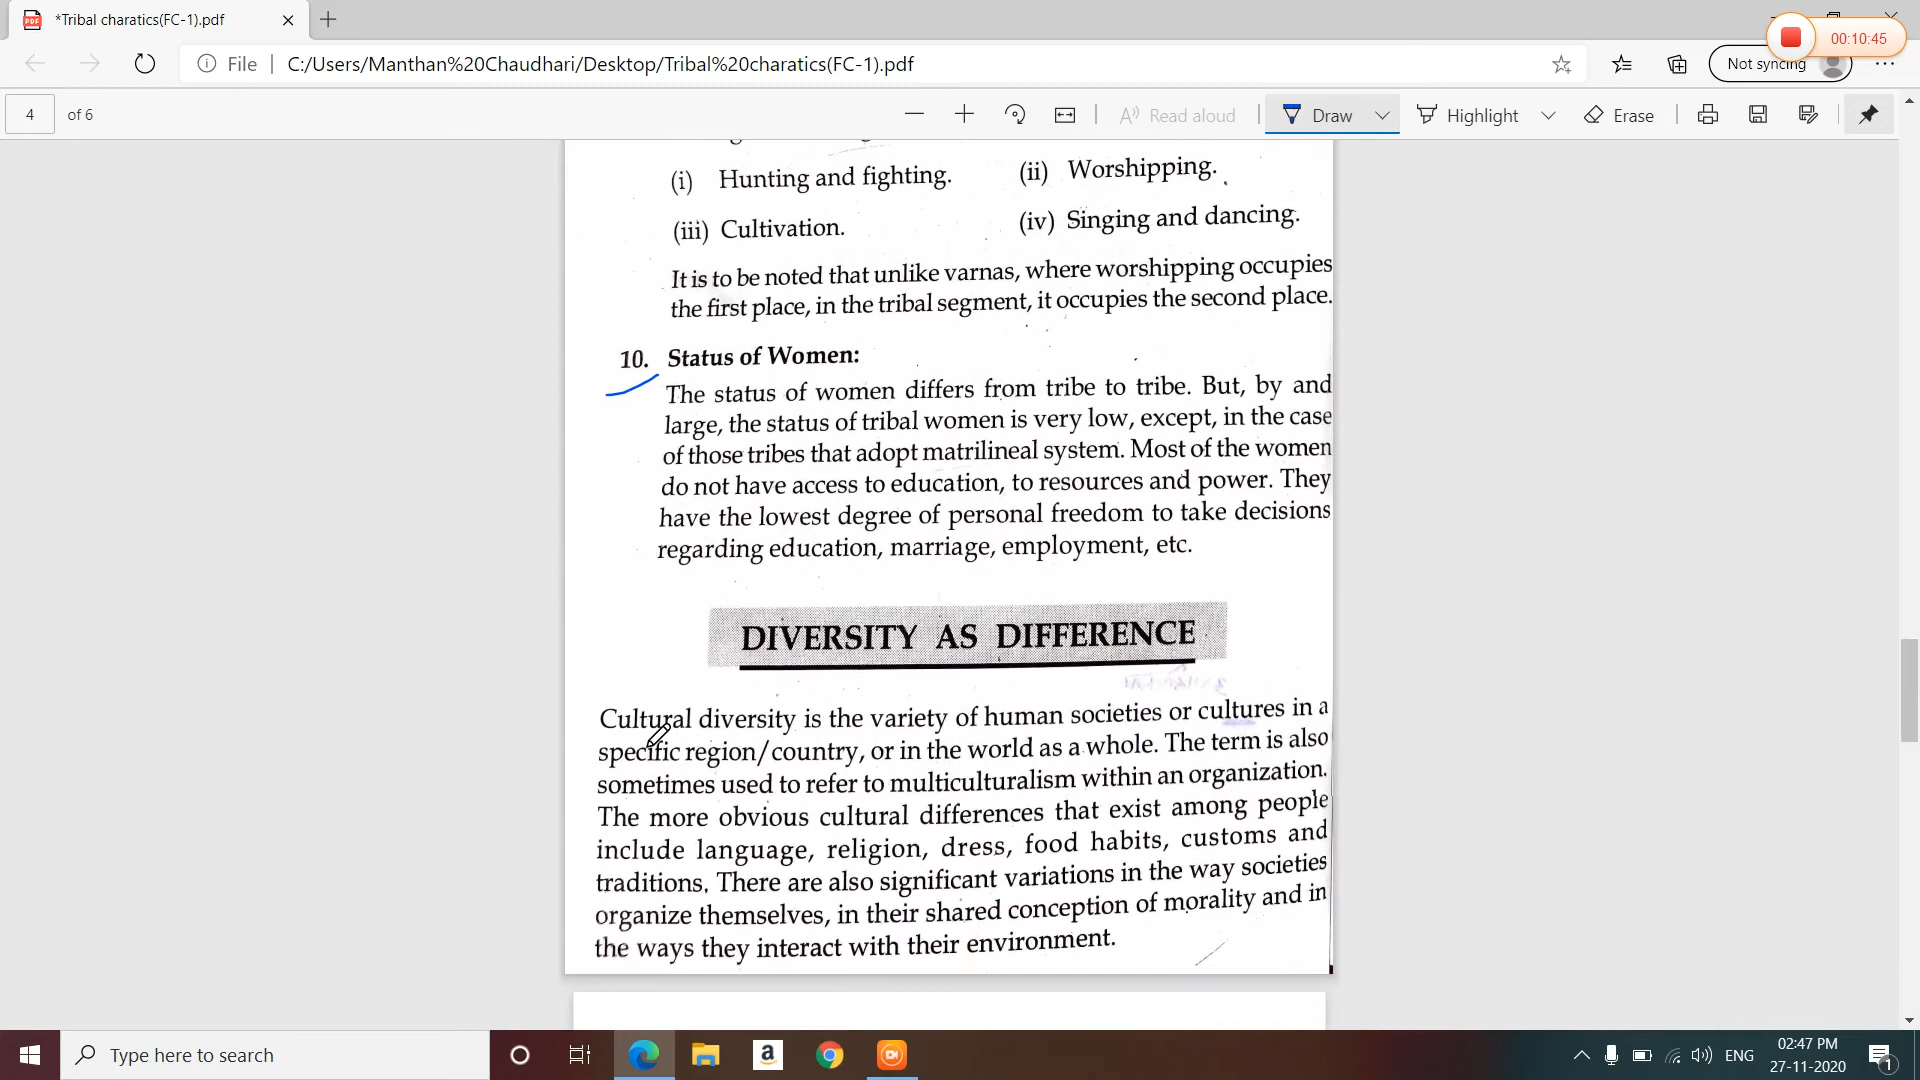 *Tribal charatics(FC-1).pdf
00:10:45
File
C:/Users/Manthan%20Chaudhari/Desktop/Tribal%20charatics(FC-1).pdf
Not syncing
4 of 6
Read aloud
Draw
Highlight
Erase
(i) Hunting and fighting. (ii) Worshipping.
(iii) Cultivation. (iv) Singing and dancing.
It is to be noted that unlike varnas, where worshipping occupies
the first place, in the tribal segment, it occupies the second place.
10. Status of Women:
The status of women differs from tribe to tribe. But, by and
large, the status of tribal women is very low, except, in the case
of those tribes that adopt matrilineal system. Most of the women
do not have access to education, to resources and power. They
have the lowest degree of personal freedom to take decisions
regarding education, marriage, employment, etc.
DIVERSITY AS DIFFERENCE
Cultural diversity is the variety of human societies or cultures in a
specific region/country, or in the world as a whole. The term is also
sometimes used to refer to multiculturalism within an organization.
The more obvious cultural differences that exist among people
include language, religion, dress, food habits, customs and
traditions. There are also significant variations in the way societies
organize themselves, in their shared conception of morality and in
the ways they interact with their environment.
Type here to search
ENG
02:47 PM
27-11-2020
1